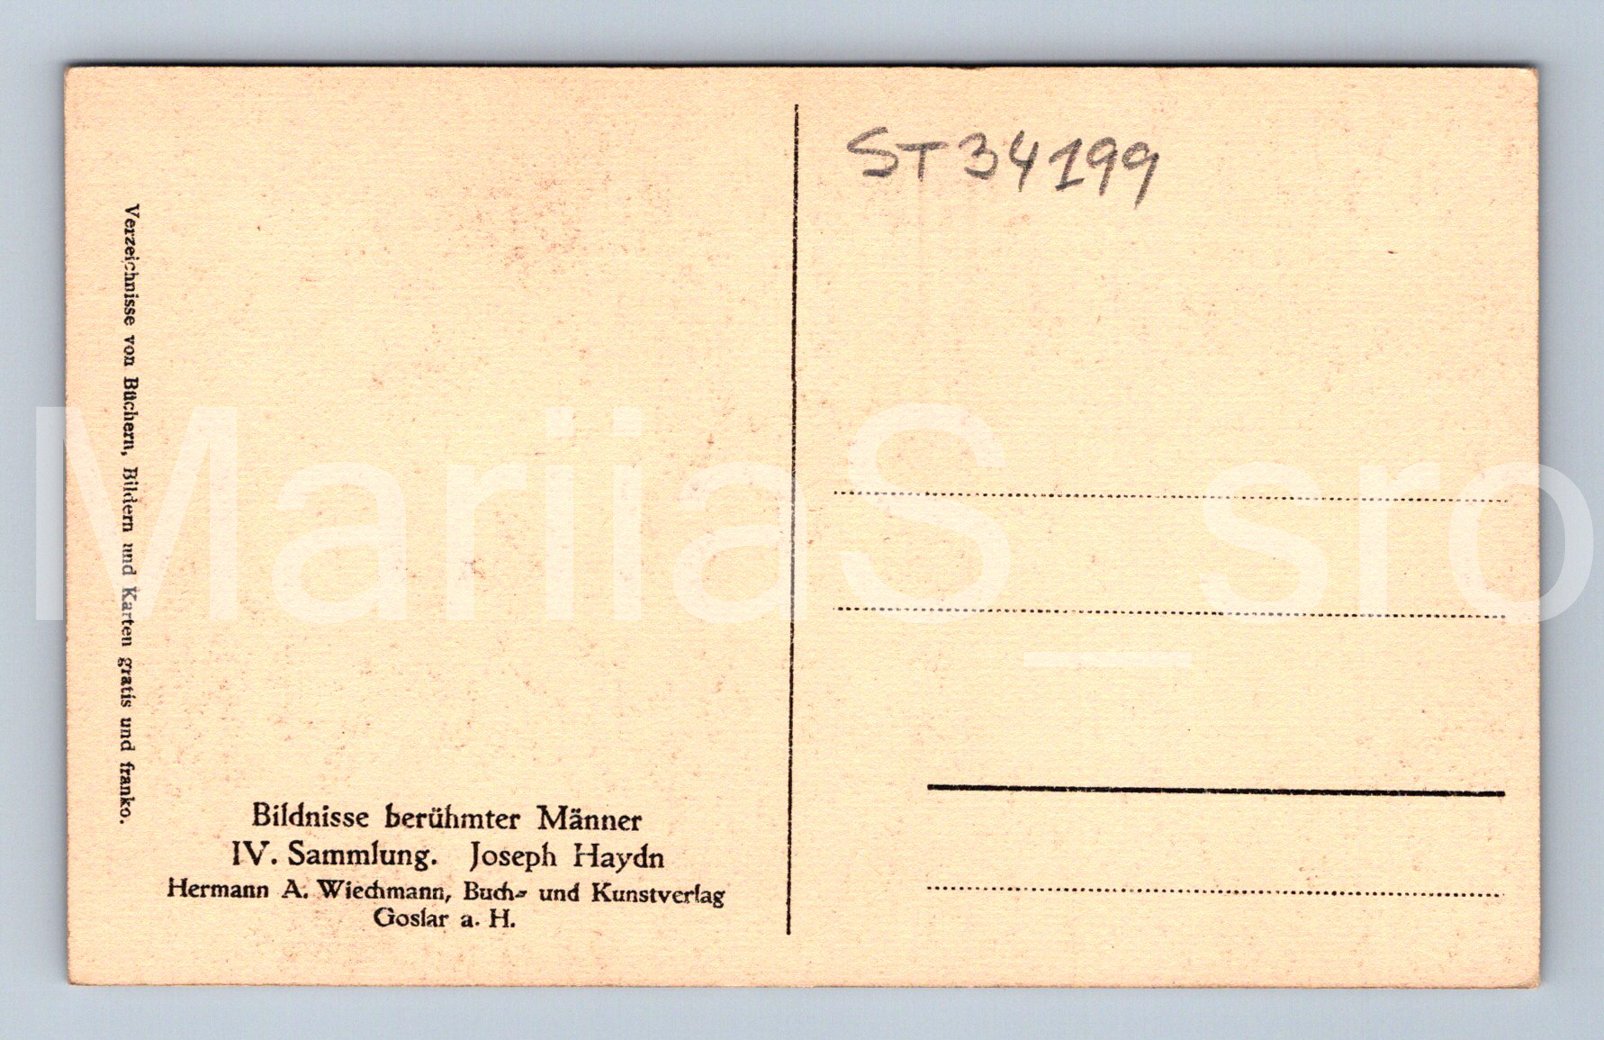 ST34199
Verzeichnisse von Büchern, Bildern und Karten gratis und franko.
Bildnisse berühmter Männer
IV. Sammlung. Joseph Haydn
Hermann A. Wiechmann, Buch- und Kunstverlag
Goslar a. H.
MariiaS_sro